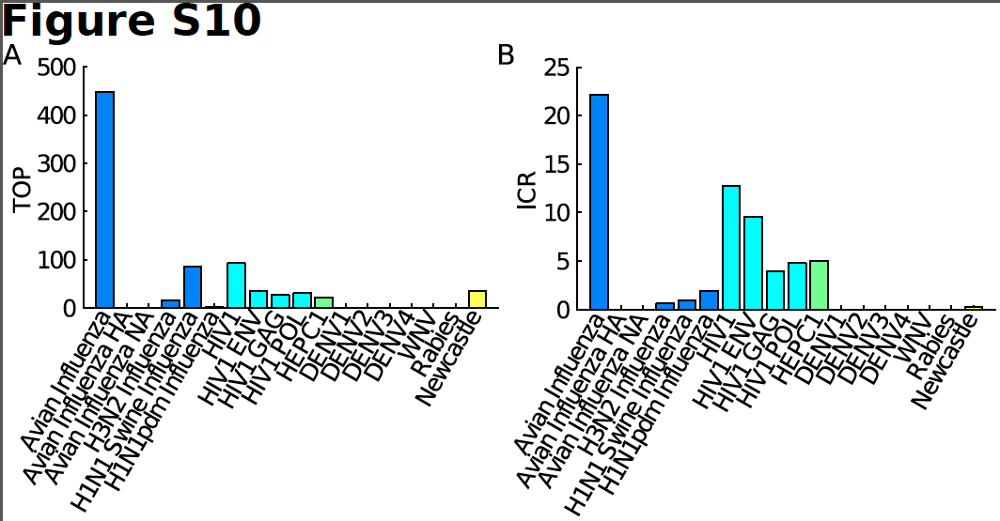 Figure S10
A
500
400
300
200
100
0
TOP
Avian Influenza
Avian Influenza HA
Avian Influenza NA
H3N2 Influenza
H1N1 Swine Influenza
H1N1pdm Influenza
HIV1
HIV1 ENV
HIV1 GAG
HIV1 POL
HEPC1
DENV1
DENV2
DENV3
DENV4
WNV
Rabies
Newcastle
B
25
20
15
10
5
0
ICR
Avian Influenza
Avian Influenza HA
Avian Influenza NA
H3N2 Influenza
H1N1 Swine Influenza
H1N1pdm Influenza
HIV1
HIV1 ENV
HIV1 GAG
HIV1 POL
HEPC1
DENV1
DENV2
DENV3
DENV4
WNV
Rabies
Newcastle